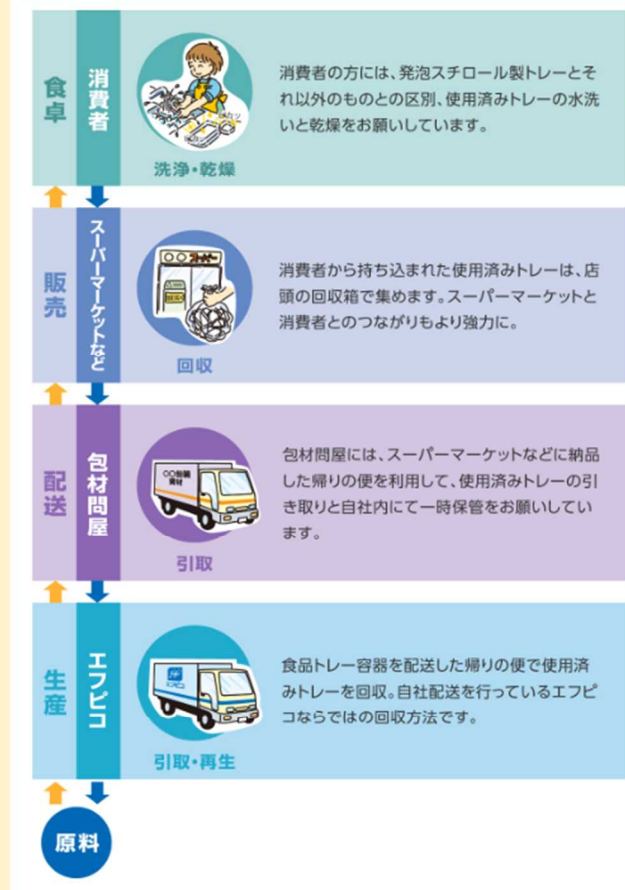 食卓
消費者
洗浄・乾燥
消費者の方には、発泡スチロール製トレーとそ
れ以外のものとの区別、使用済みトレーの水洗
いと乾燥をお願いしています。
販売
スーパーマーケットなど
○○スーパー
回収
消費者から持ち込まれた使用済みトレーは、店
頭の回収箱で集めます。スーパーマーケットと
消費者とのつながりもより強力に。
配送
包材問屋
○○包装
資材
引取
包材問屋には、スーパーマーケットなどに納品
した帰りの便を利用して、使用済みトレーの引
き取りと自社内にて一時保管をお願いしてい
ます。
生産
エフピコ
エフピコ
引取・再生
食品トレー容器を配送した帰りの便で使用済
みトレーを回収。自社配送を行っているエフピ
コならではの回収方法です。
原料